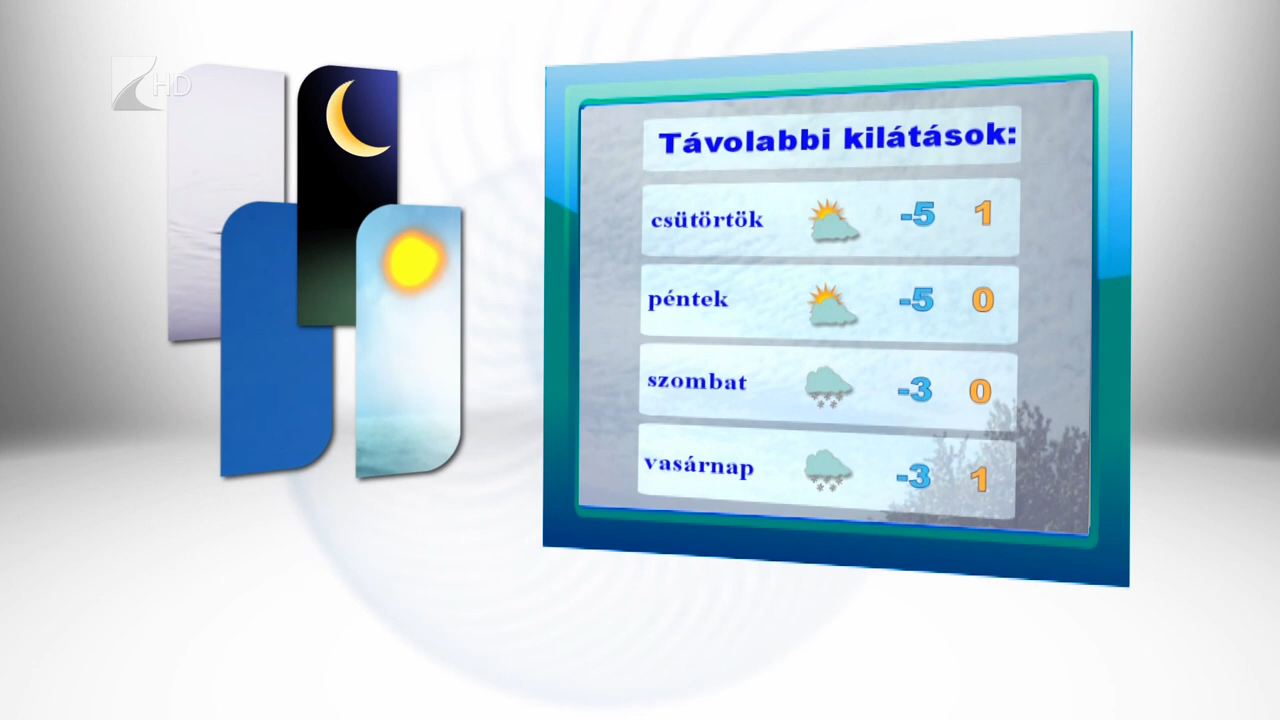 HD
Távolabbi kilátások:
csütörtök -5 1
péntek -5 0
szombat -3 0
vasárnap -3 1